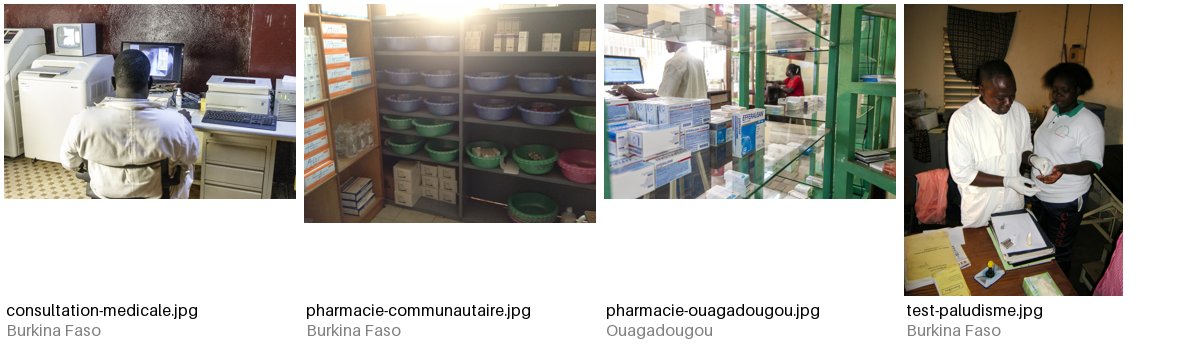 EFFERALGAN
consultation-medicale.jpg
Burkina Faso
pharmacie-communautaire.jpg
Burkina Faso
pharmacie-ouagadougou.jpg
Ouagadougou
test-paludisme.jpg
Burkina Faso